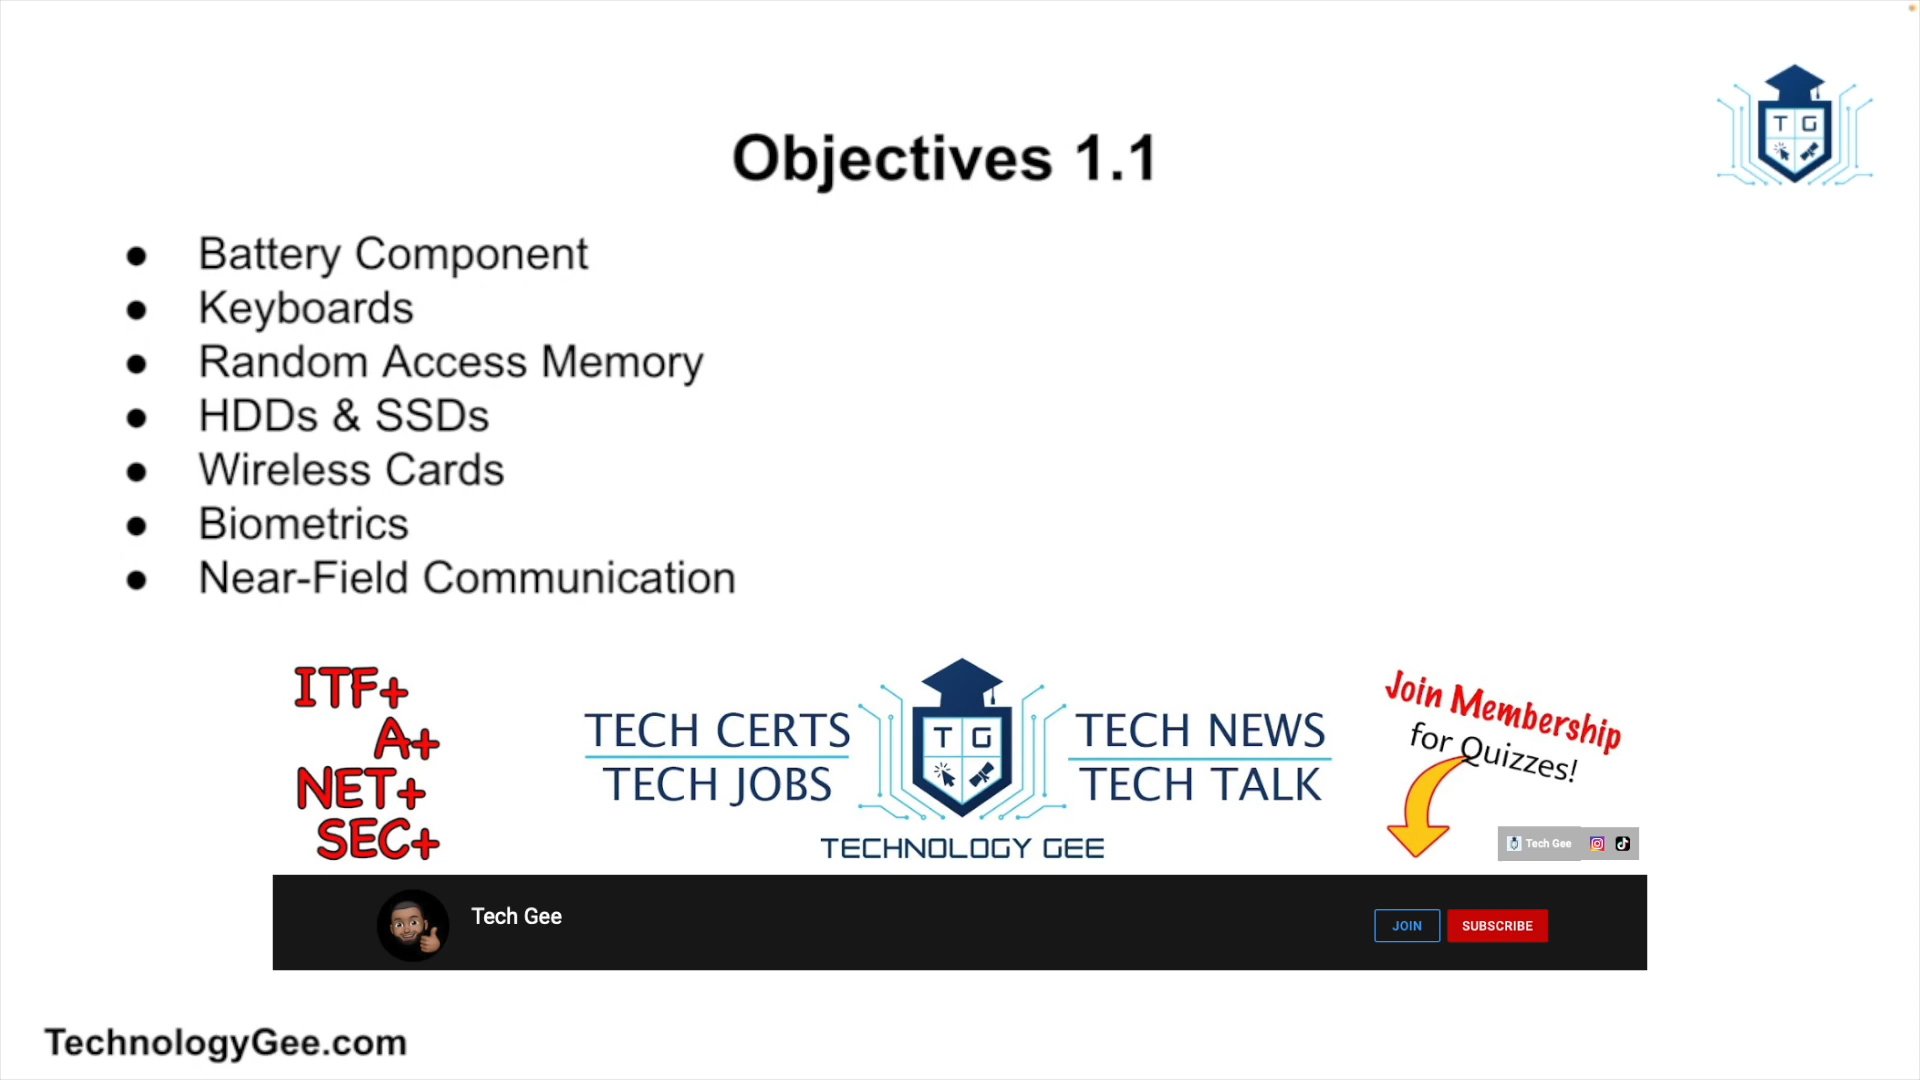 T G
Objectives 1.1
● Battery Component
● Keyboards
● Random Access Memory
● HDDs & SSDs
● Wireless Cards
● Biometrics
● Near-Field Communication
ITF+
A+
NET+
SEC+
TECH CERTS
TECH JOBS
T G
TECH NEWS
TECH TALK
TECHNOLOGY GEE
Join Membership
for Quizzes!
Tech Gee
Tech Gee
JOIN
SUBSCRIBE
TechnologyGee.com